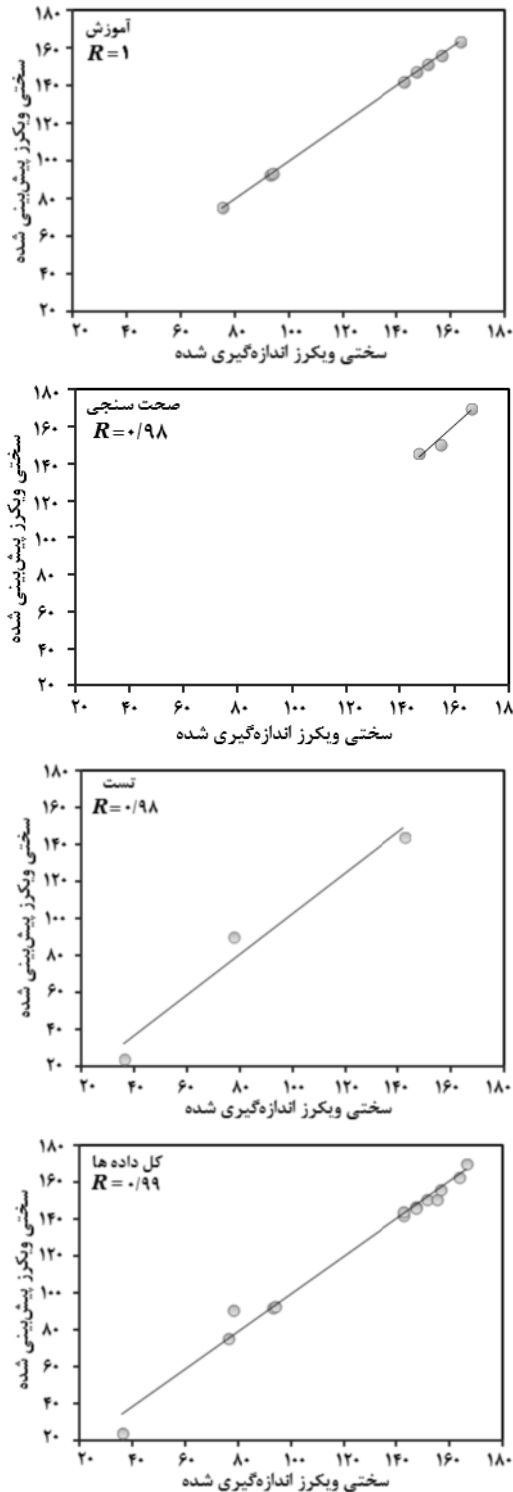 آموزش
R=۱
۱۸۰
۱۶۰
۱۴۰
۱۲۰
۱۰۰
۸۰
۶۰
۴۰
۲۰
سختی ویکرز پیش‌بینی شده
۲۰ ۴۰ ۶۰ ۸۰ ۱۰۰ ۱۲۰ ۱۴۰ ۱۶۰ ۱۸۰
سختی ویکرز اندازه‌گیری شده
صحت سنجی
R=۰/۹۸
۱۸۰
۱۶۰
۱۴۰
۱۲۰
۱۰۰
۸۰
۶۰
۴۰
۲۰
سختی ویکرز پیش‌بینی شده
۲۰ ۴۰ ۶۰ ۸۰ ۱۰۰ ۱۲۰ ۱۴۰ ۱۶۰ ۱۸
سختی ویکرز اندازه‌گیری شده
تست
R=۰/۹۸
۱۸۰
۱۶۰
۱۴۰
۱۲۰
۱۰۰
۸۰
۶۰
۴۰
۲۰
سختی ویکرز پیش‌بینی شده
۲۰ ۴۰ ۶۰ ۸۰ ۱۰۰ ۱۲۰ ۱۴۰ ۱۶۰ ۱۸۰
سختی ویکرز اندازه‌گیری شده
کل داده ها
R=۰/۹۹
۱۸۰
۱۶۰
۱۴۰
۱۲۰
۱۰۰
۸۰
۶۰
۴۰
۲۰
سختی ویکرز پیش‌بینی شده
۲۰ ۴۰ ۶۰ ۸۰ ۱۰۰ ۱۲۰ ۱۴۰ ۱۶۰ ۱۸۰
سختی ویکرز اندازه‌گیری شده